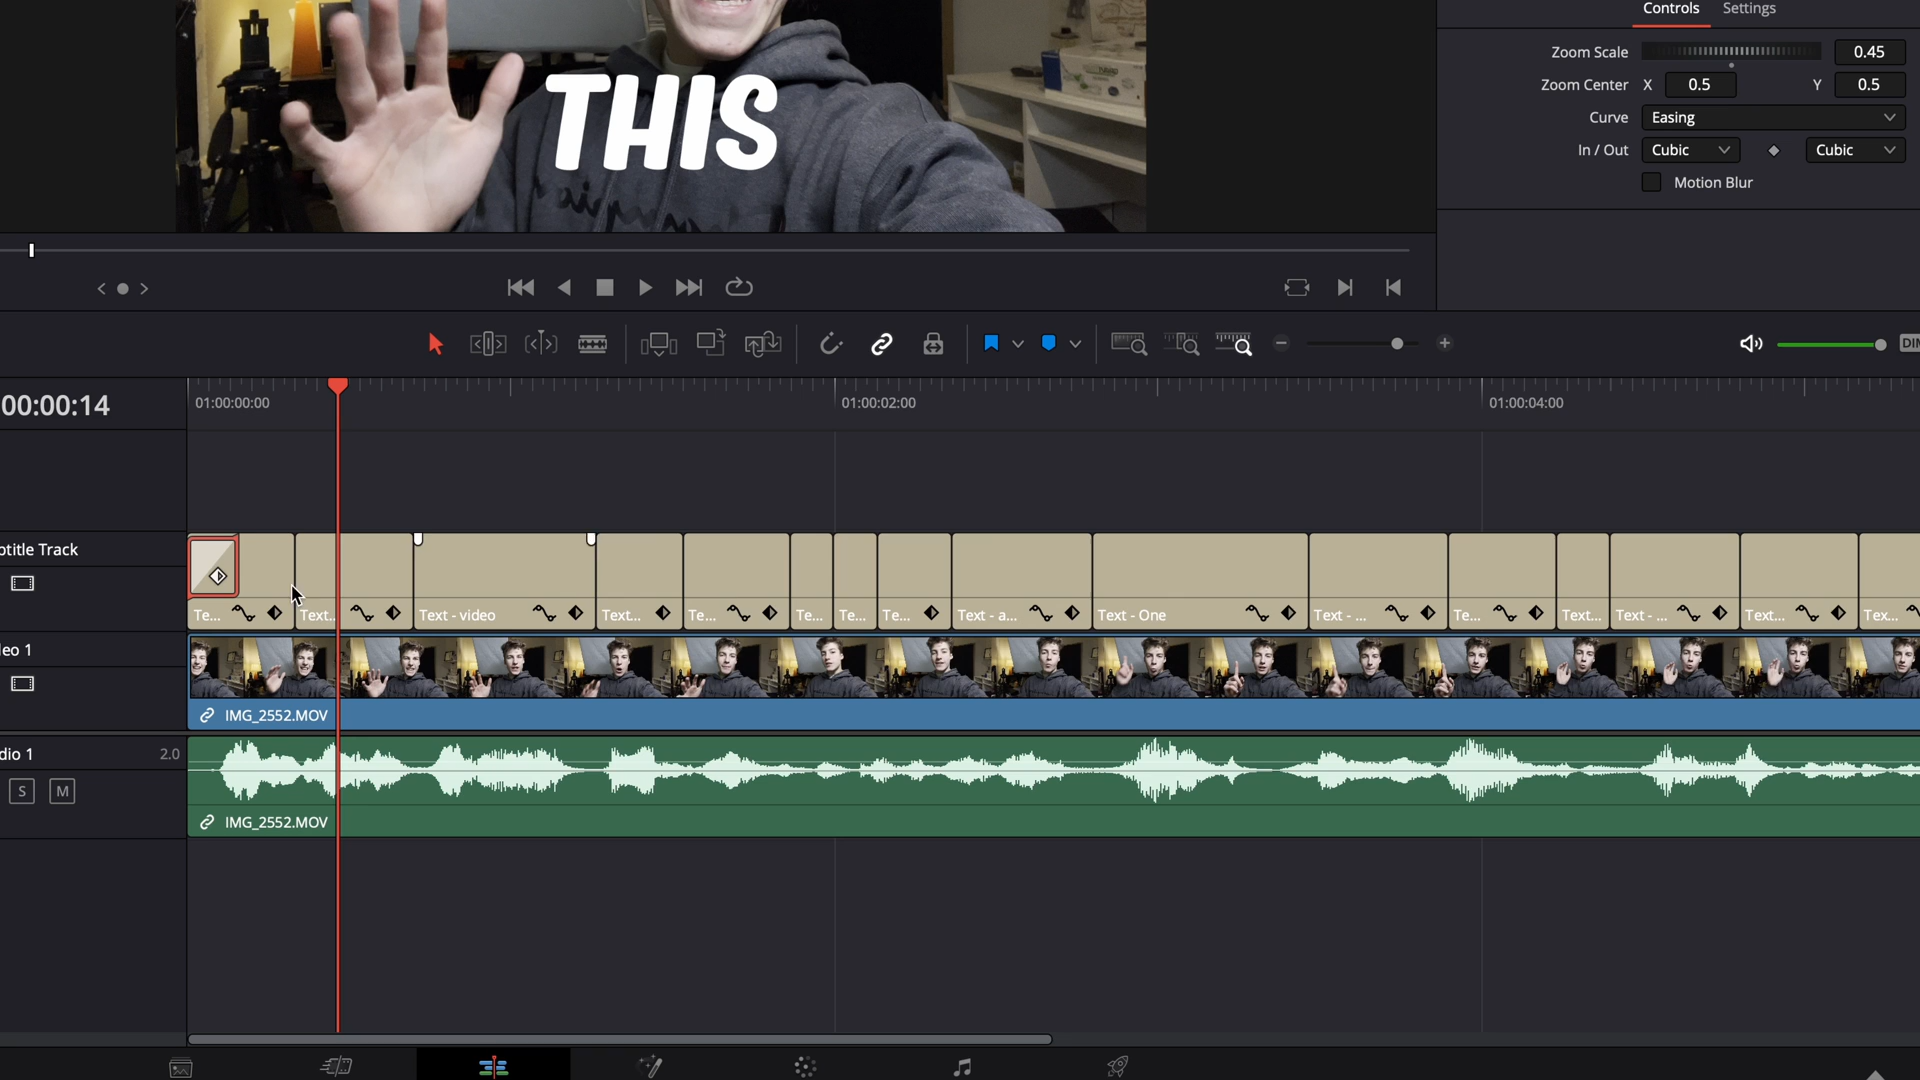 Controls
Settings
Zoom Scale
0.45
Zoom Center X 0.5 Y 0.5
Curve
Easing
In / Out
Cubic
Cubic
Motion Blur
THIS
DIM
00:00:14
01:00:00:00
01:00:02:00
01:00:04:00
btitle Track
Te...
Text...
Text - video
Text...
Te...
Te...
Te...
Te...
Text - a...
Text - One
Text - ...
Te...
Text...
Text - ...
Text...
Tex...
eo 1
IMG_2552.MOV
dio 1
2.0
S
M
IMG_2552.MOV